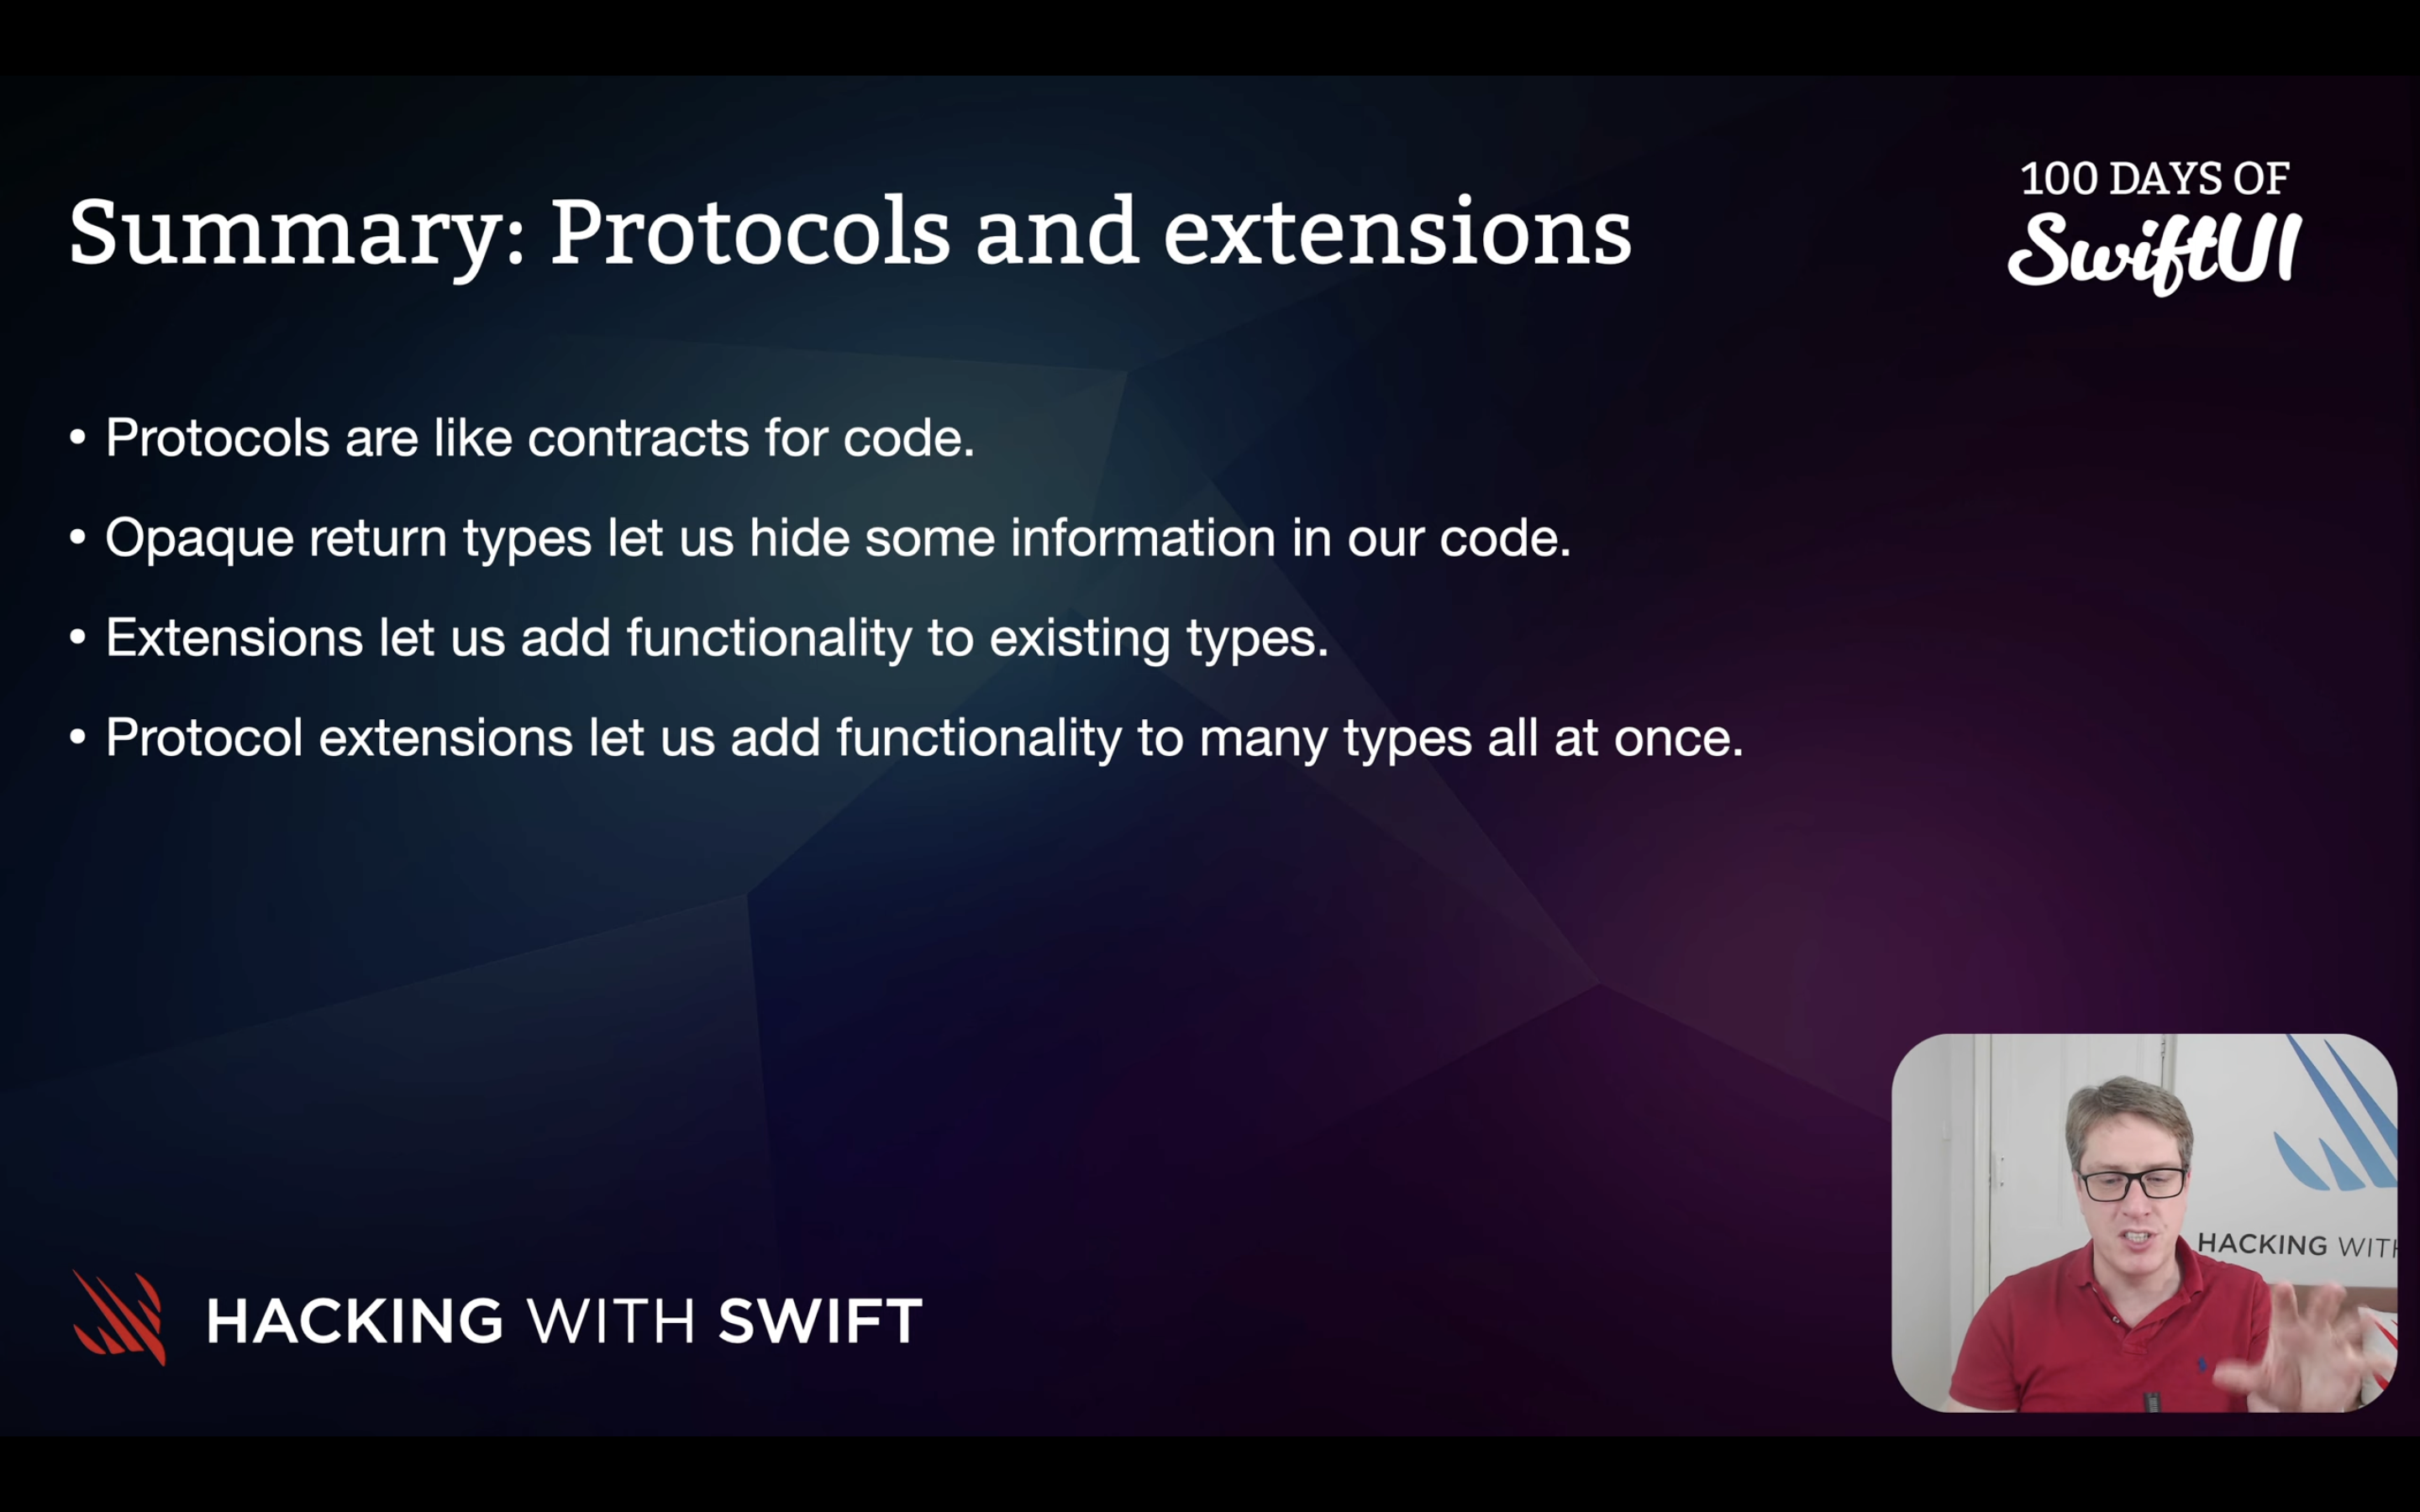 Summary: Protocols and extensions
100 DAYS OF
SwiftUI
• Protocols are like contracts for code.
• Opaque return types let us hide some information in our code.
• Extensions let us add functionality to existing types.
• Protocol extensions let us add functionality to many types all at once.
HACKING WITH
HACKING WITH SWIFT